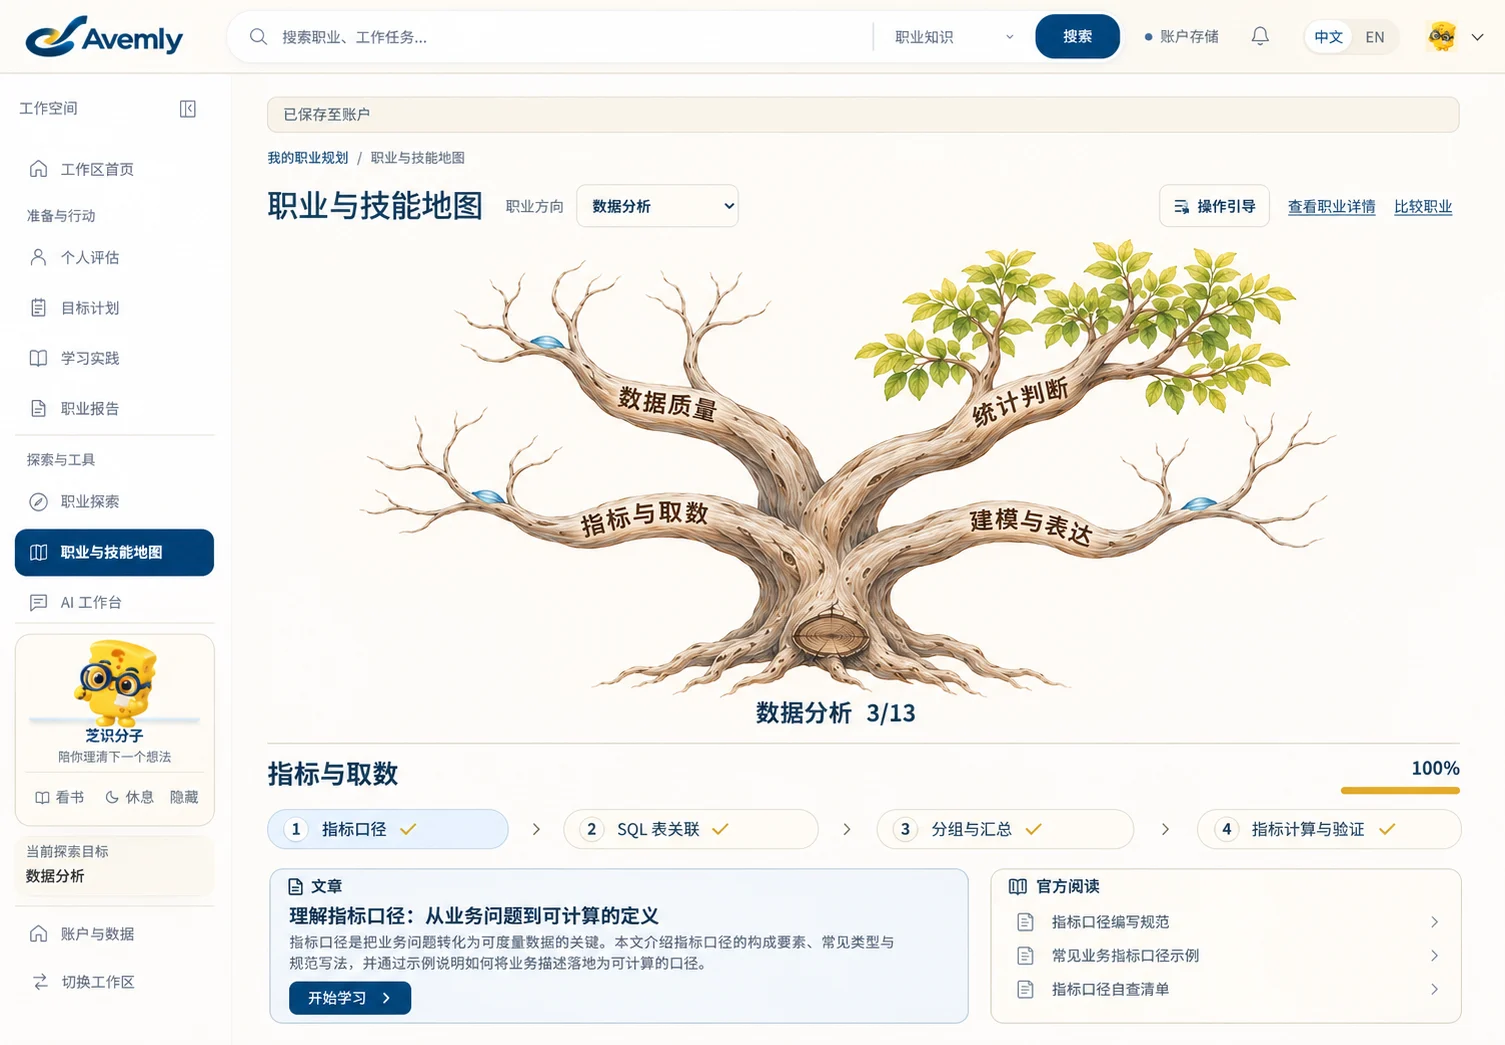 Avemly
搜索职业、工作任务...
职业知识
搜索
账户存储
中文
EN
工作空间
工作区首页
准备与行动
个人评估
目标计划
学习实践
职业报告
探索与工具
职业探索
职业与技能地图
AI 工作台
芝识分子
陪你理清下一个想法
看书
休息
隐藏
当前探索目标
数据分析
账户与数据
切换工作区
已保存至账户
我的职业规划 / 职业与技能地图
职业与技能地图
职业方向
数据分析
操作引导
查看职业详情
比较职业
数据质量
统计判断
指标与取数
建模与表达
数据分析 3/13
指标与取数
100%
1 指标口径
2 SQL 表关联
3 分组与汇总
4 指标计算与验证
文章
理解指标口径：从业务问题到可计算的定义
指标口径是把业务问题转化为可度量数据的关键。本文介绍指标口径的构成要素、常见类型与
规范写法，并通过示例说明如何将业务描述落地为可计算的口径。
开始学习
官方阅读
指标口径编写规范
常见业务指标口径示例
指标口径自查清单